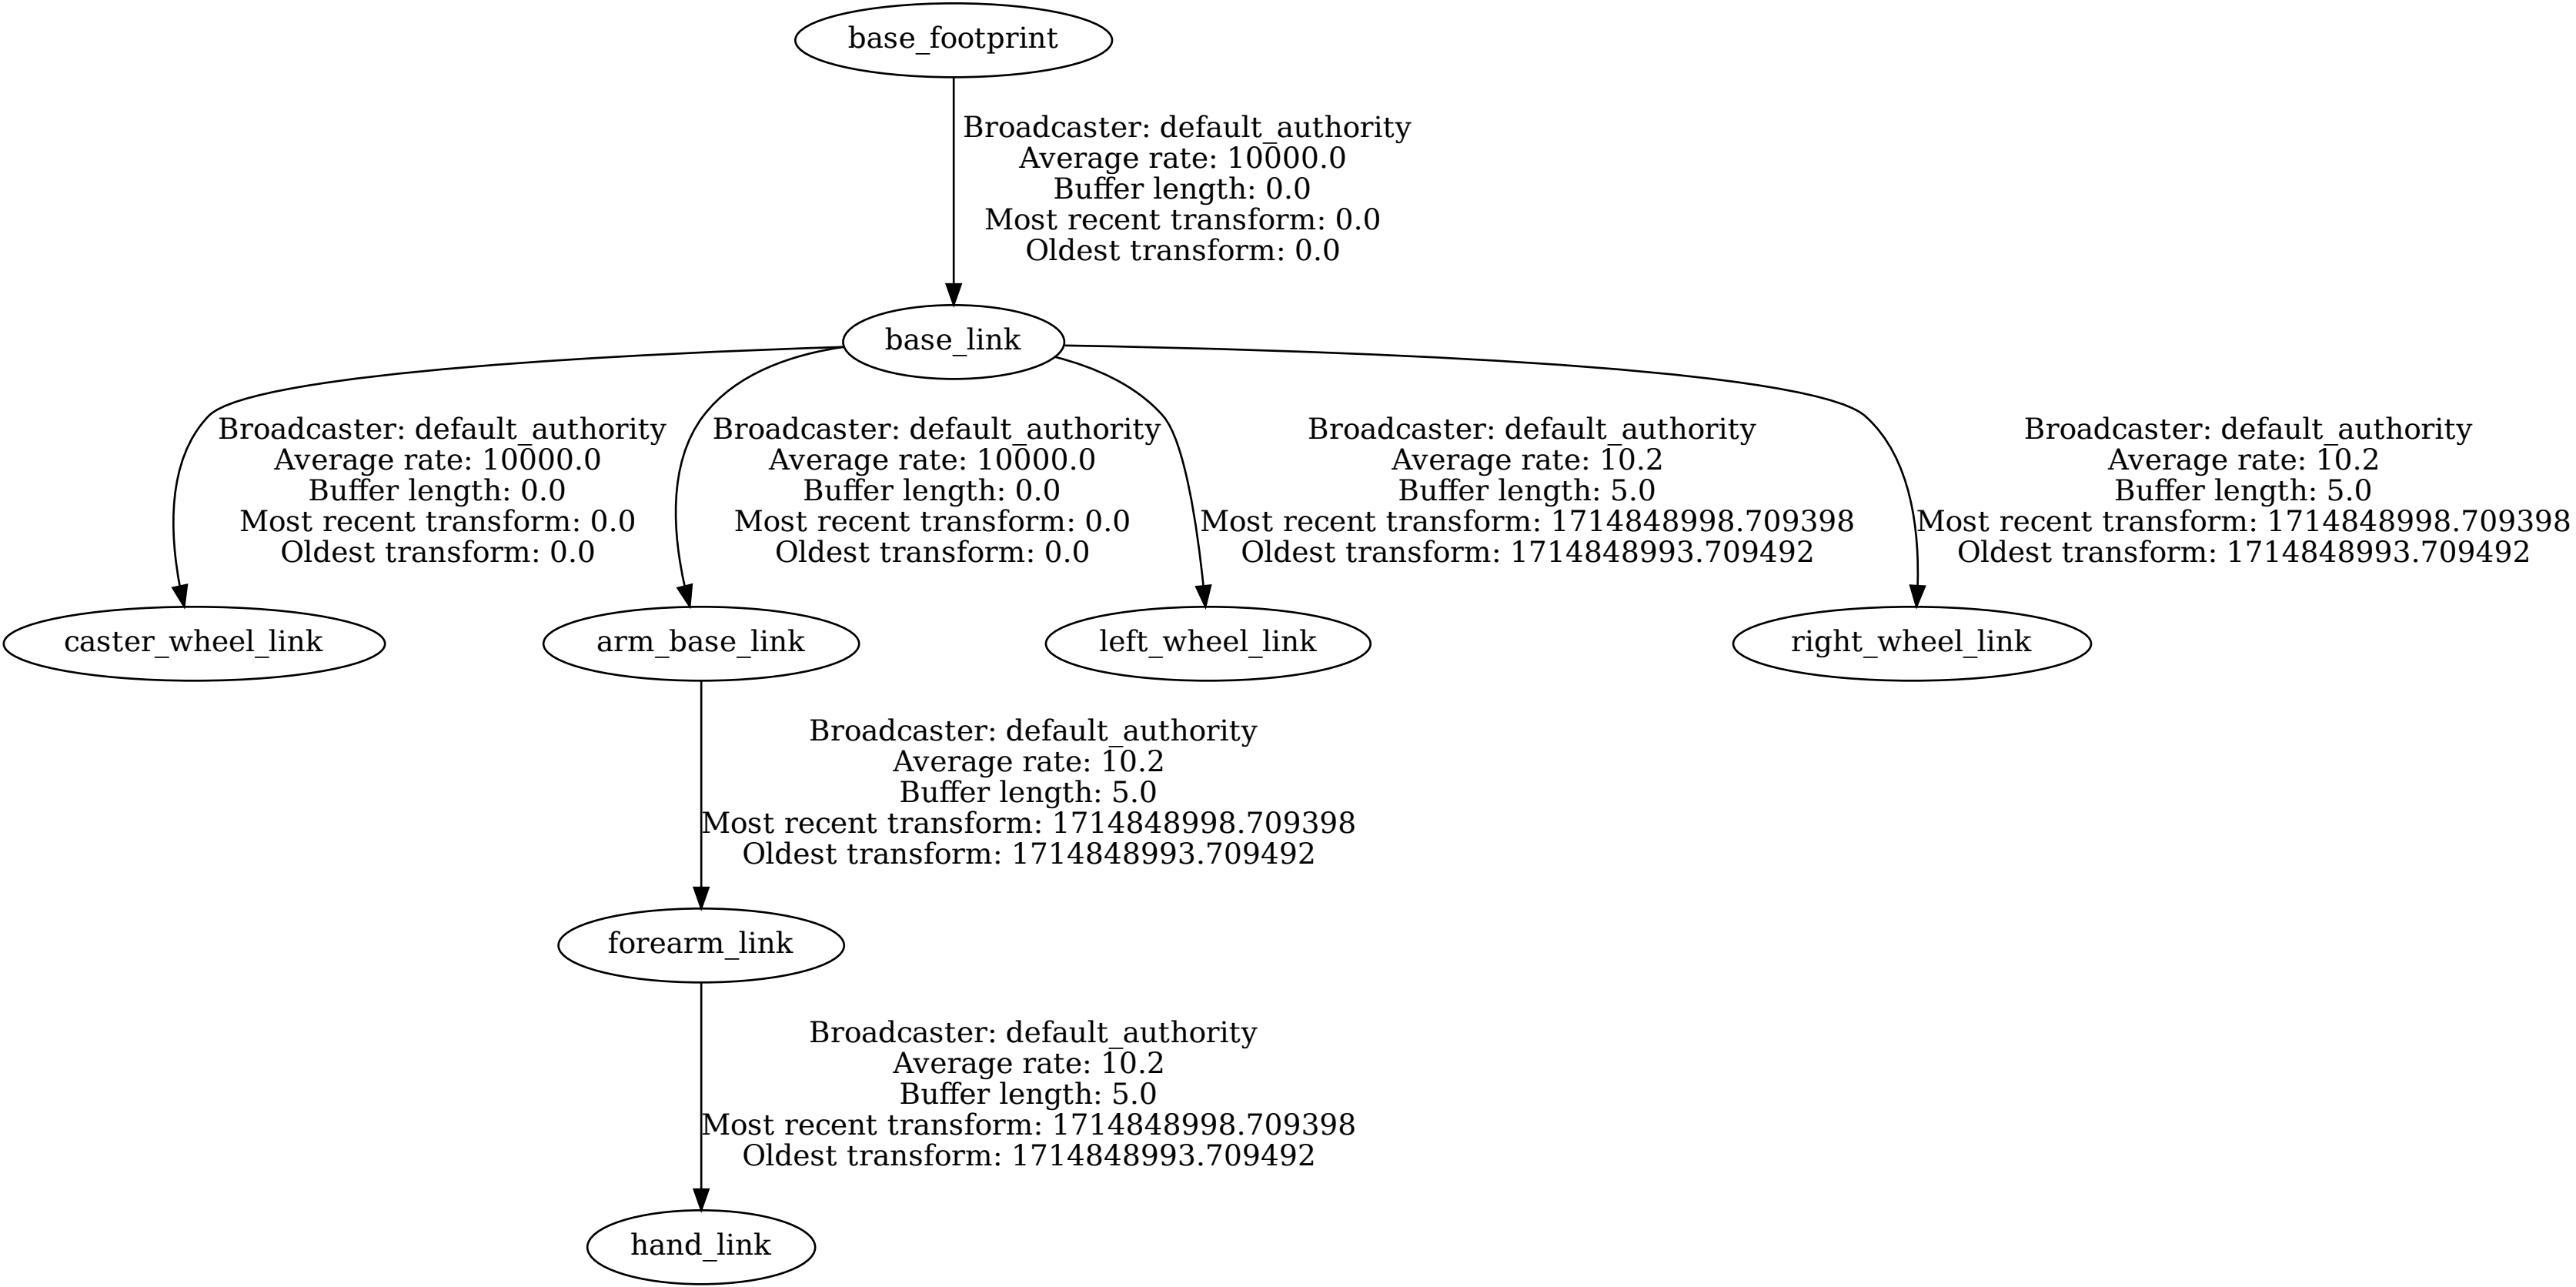 base_footprint
Broadcaster: default_authority
Average rate: 10000.0
Buffer length: 0.0
Most recent transform: 0.0
Oldest transform: 0.0
base_link
Broadcaster: default_authority
Average rate: 10000.0
Buffer length: 0.0
Most recent transform: 0.0
Oldest transform: 0.0
Broadcaster: default_authority
Average rate: 10000.0
Buffer length: 0.0
Most recent transform: 0.0
Oldest transform: 0.0
Broadcaster: default_authority
Average rate: 10.2
Buffer length: 5.0
Most recent transform: 1714848998.709398
Oldest transform: 1714848993.709492
Broadcaster: default_authority
Average rate: 10.2
Buffer length: 5.0
Most recent transform: 1714848998.709398
Oldest transform: 1714848993.709492
caster_wheel_link
arm_base_link
left_wheel_link
right_wheel_link
Broadcaster: default_authority
Average rate: 10.2
Buffer length: 5.0
Most recent transform: 1714848998.709398
Oldest transform: 1714848993.709492
forearm_link
Broadcaster: default_authority
Average rate: 10.2
Buffer length: 5.0
Most recent transform: 1714848998.709398
Oldest transform: 1714848993.709492
hand_link